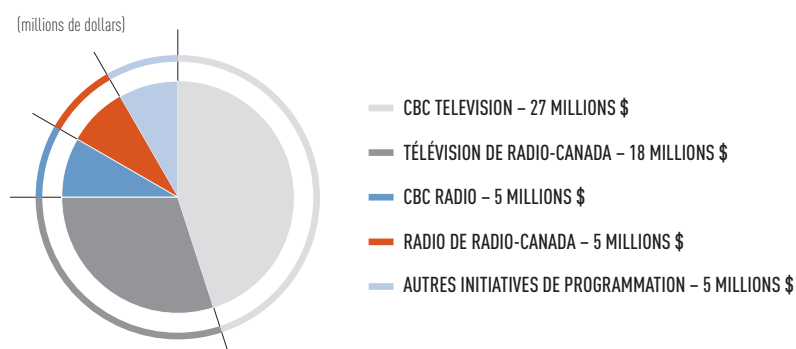 (millions de dollars)
CBC TELEVISION – 27 MILLIONS $
TÉLÉVISION DE RADIO-CANADA – 18 MILLIONS $
CBC RADIO – 5 MILLIONS $
RADIO DE RADIO-CANADA – 5 MILLIONS $
AUTRES INITIATIVES DE PROGRAMMATION – 5 MILLIONS $